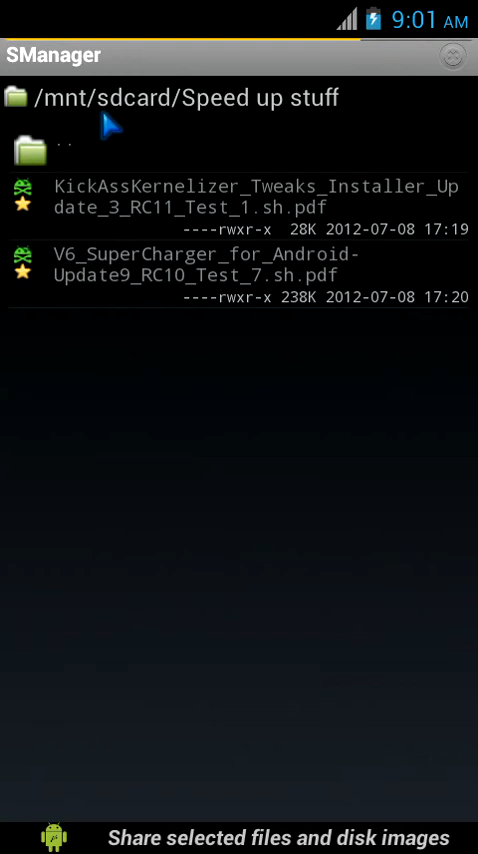 9:01 AM
SManager
/mnt/sdcard/Speed up stuff
..
KickAssKernelizer_Tweaks_Installer_Up
date_3_RC11_Test_1.sh.pdf
----rwxr-x 28K 2012-07-08 17:19
V6_SuperCharger_for_Android-
Update9_RC10_Test_7.sh.pdf
----rwxr-x 238K 2012-07-08 17:20
Share selected files and disk images